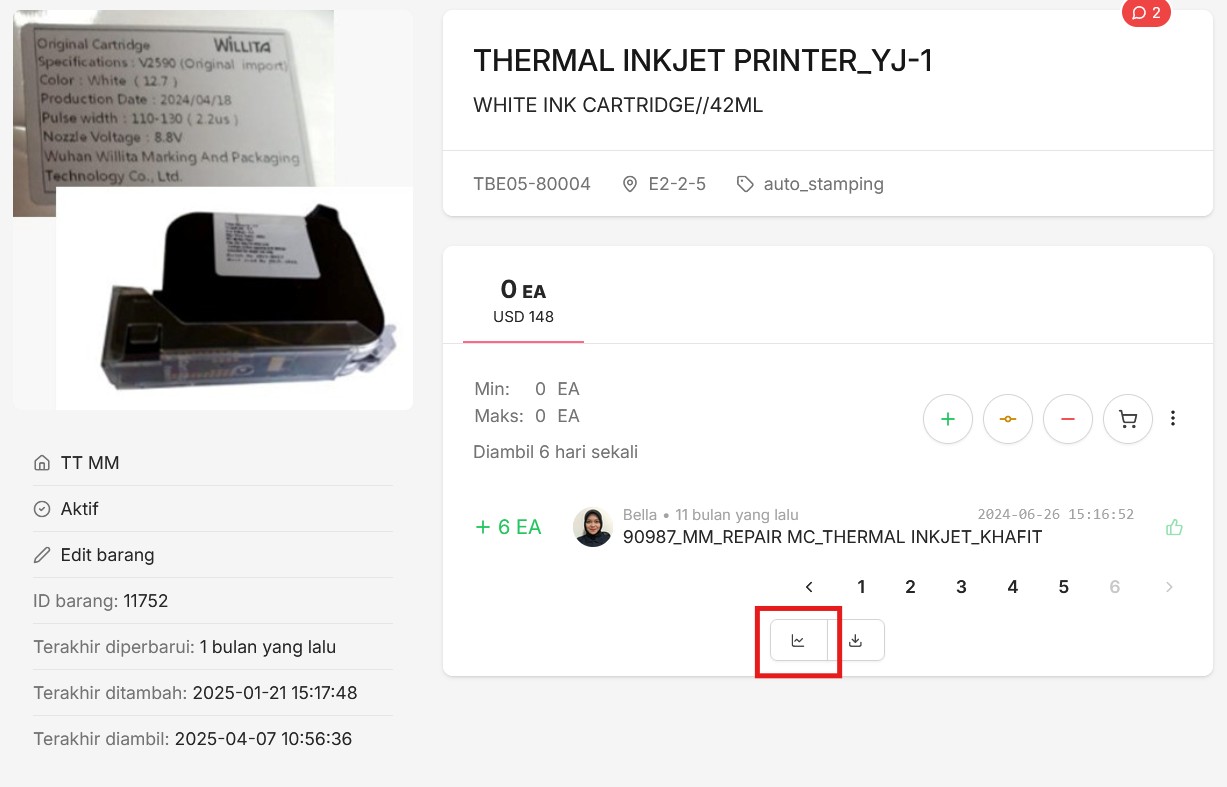 Original Cartridge WILLITA
Specifications : V2590 (Original import)
Color : White ( 12.7 )
Production Date : 2024/04/18
Pulse width : 110-130 ( 2.2us )
Nozzle Voltage : 8.8V
Wuhan Willita Marking And Packaging
Technology Co., Ltd.
2
THERMAL INKJET PRINTER_YJ-1
WHITE INK CARTRIDGE//42ML
TBE05-80004 E2-2-5 auto_stamping
0 EA
USD 148
Min: 0 EA
Maks: 0 EA
Diambil 6 hari sekali
+ 6 EA
Bella • 11 bulan yang lalu 2024-06-26 15:16:52
90987_MM_REPAIR MC_THERMAL INKJET_KHAFIT
1 2 3 4 5 6
TT MM
Aktif
Edit barang
ID barang: 11752
Terakhir diperbarui: 1 bulan yang lalu
Terakhir ditambah: 2025-01-21 15:17:48
Terakhir diambil: 2025-04-07 10:56:36